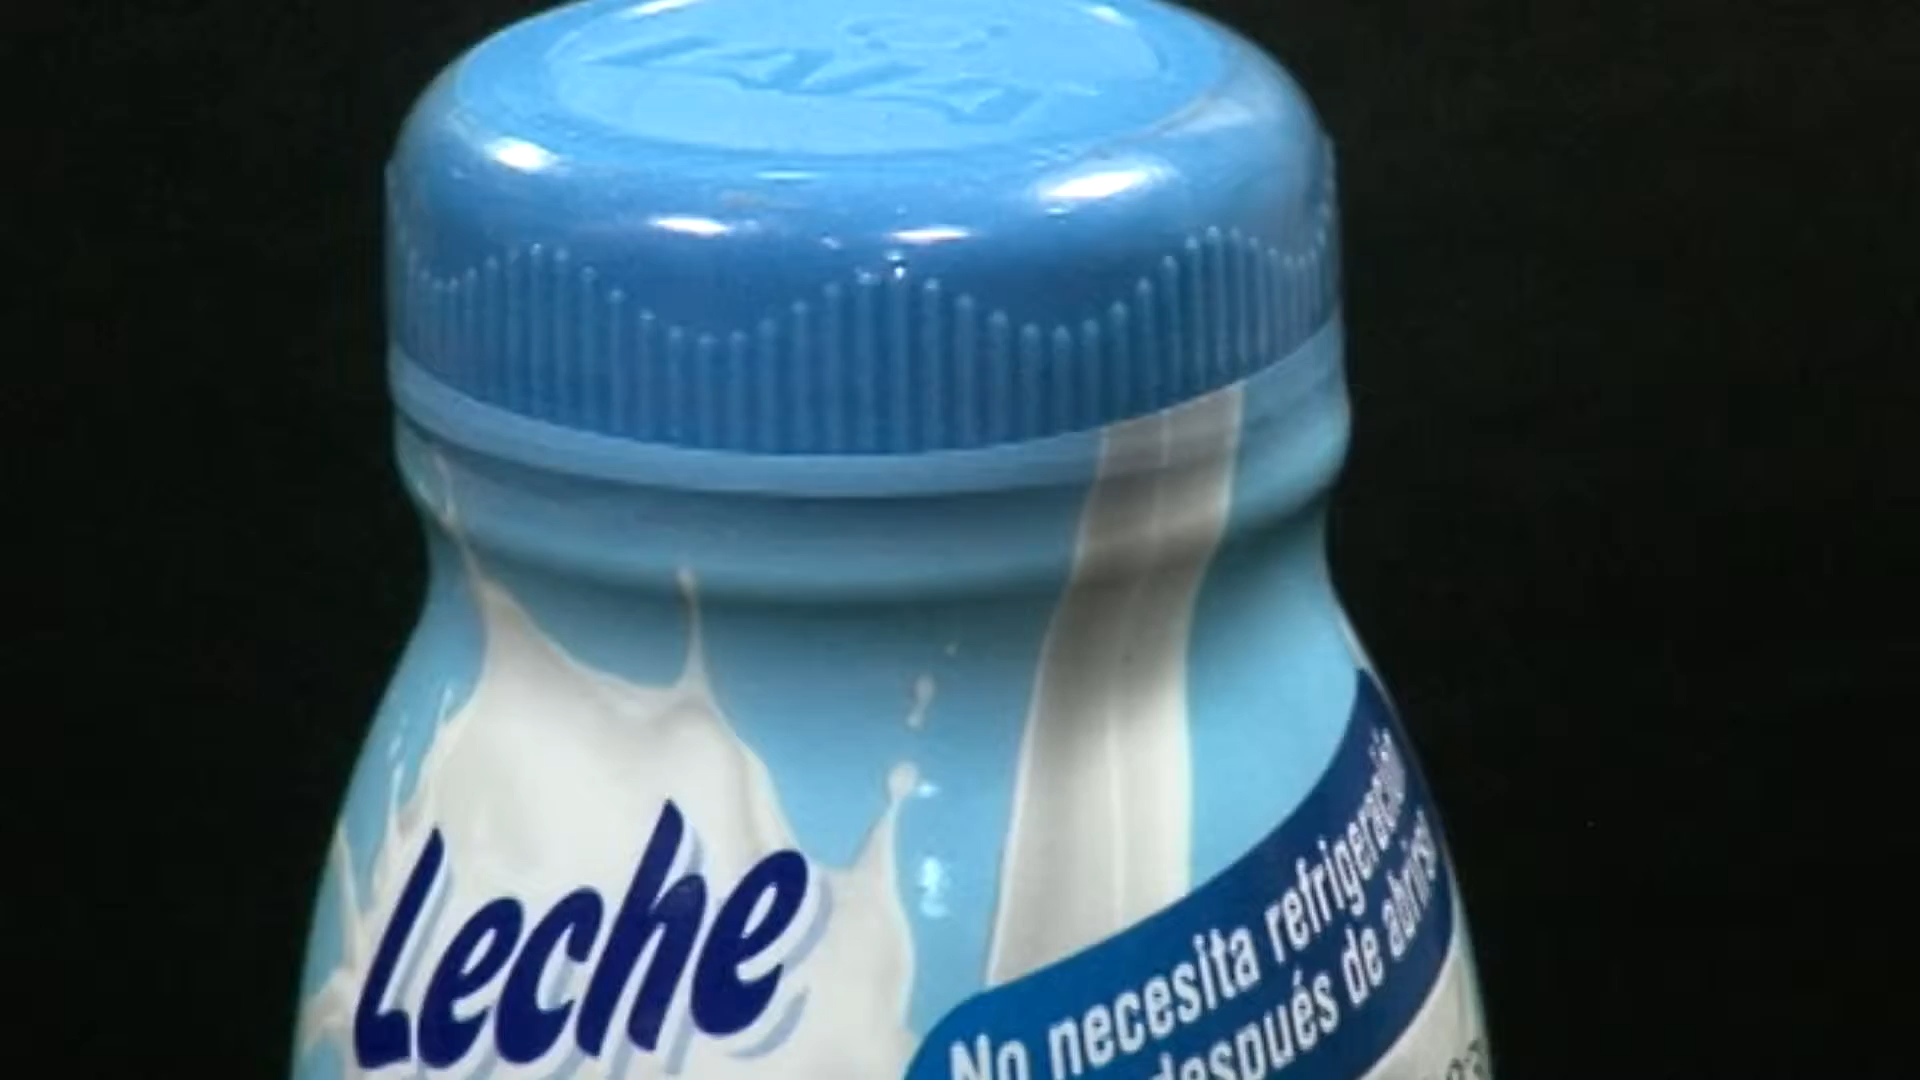 Leche
No necesita refrigeración
después de abrirse